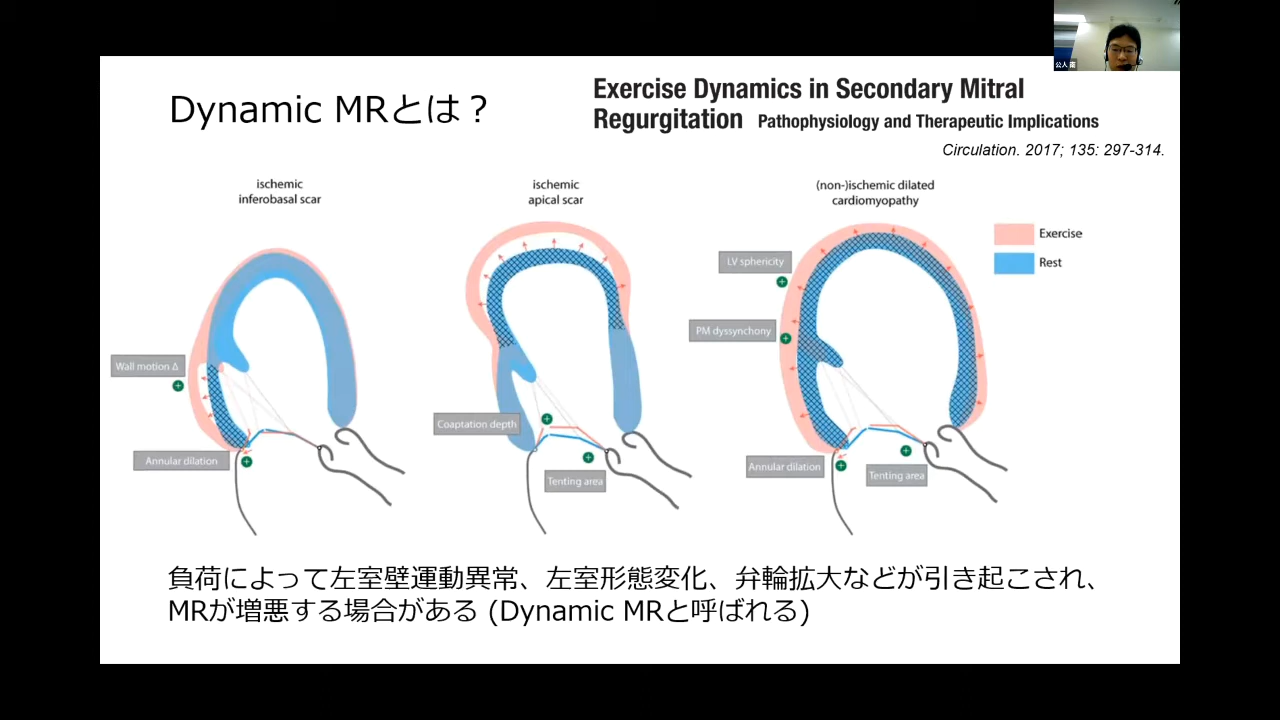 公人 南
Dynamic MRとは？
Exercise Dynamics in Secondary Mitral
Regurgitation Pathophysiology and Therapeutic Implications
Circulation. 2017; 135: 297-314.
ischemic
inferobasal scar
ischemic
apical scar
(non-)ischemic dilated
cardiomyopathy
Exercise
Rest
LV sphericity
PM dyssynchony
Wall motion Δ
Coaptation depth
Annular dilation
Tenting area
Annular dilation
Tenting area
負荷によって左室壁運動異常、左室形態変化、弁輪拡大などが引き起こされ、
MRが増悪する場合がある (Dynamic MRと呼ばれる)